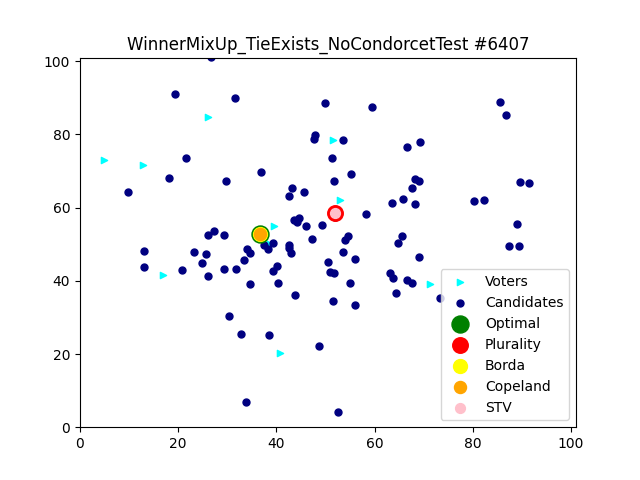 WinnerMixUp_TieExists_NoCondorcetTest #6407
100
80
60
40
20
0
0 20 40 60 80 100
Voters
Candidates
Optimal
Plurality
Borda
Copeland
STV